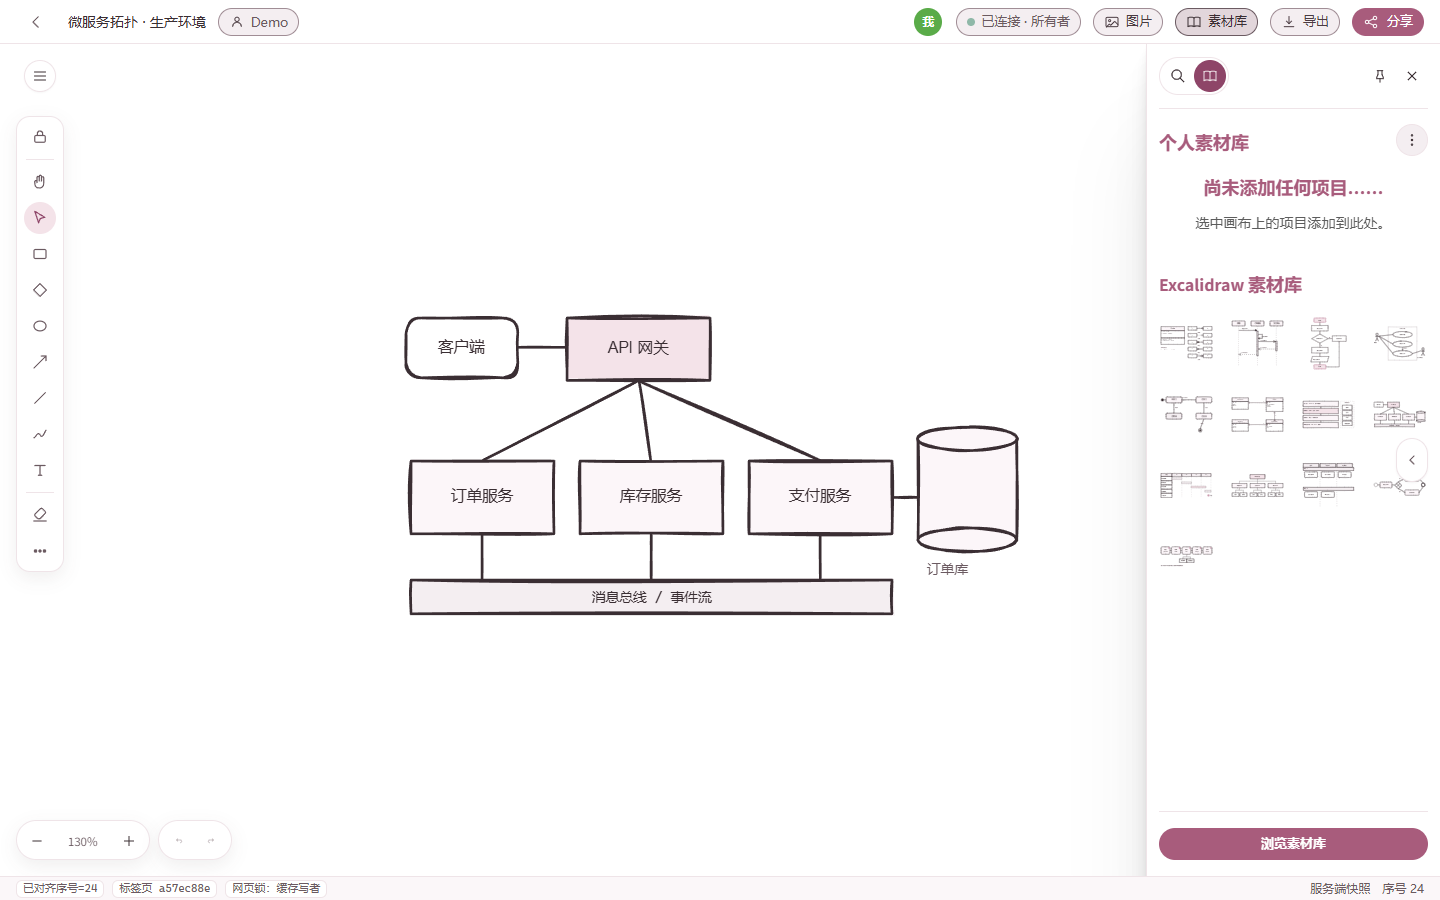 微服务拓扑 · 生产环境
Demo
我
已连接 · 所有者
图片
素材库
导出
分享
个人素材库
尚未添加任何项目……
选中画布上的项目添加到此处。
Excalidraw 素材库
客户端
API 网关
订单服务
库存服务
支付服务
订单库
消息总线 / 事件流
浏览素材库
130%
已对齐序号=24
标签页 a57ec88e
网页锁: 缓存写者
服务端快照
序号 24